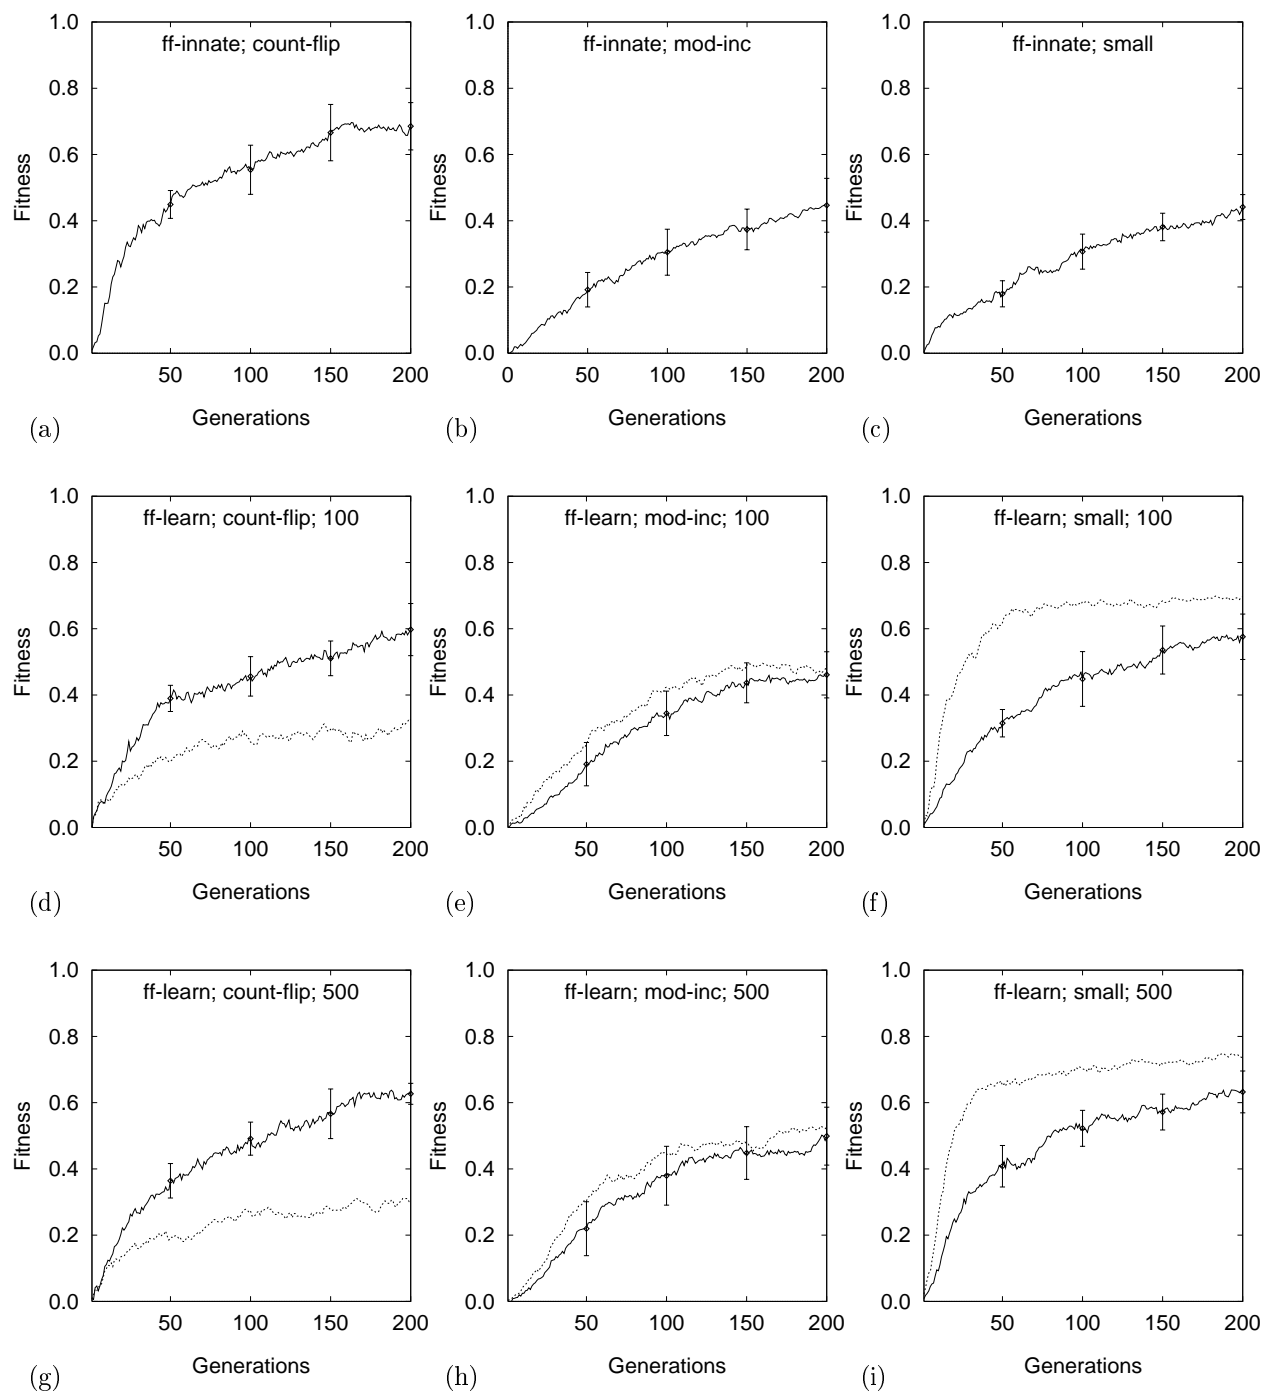 ff-innate; count-flip
1.0
0.8
0.6
0.4
0.2
0.0
Fitness
50 100 150 200
Generations
(a)
ff-innate; mod-inc
1.0
0.8
0.6
0.4
0.2
0.0
Fitness
0 50 100 150 200
Generations
(b)
ff-innate; small
1.0
0.8
0.6
0.4
0.2
0.0
Fitness
50 100 150 200
Generations
(c)
ff-learn; count-flip; 100
1.0
0.8
0.6
0.4
0.2
0.0
Fitness
50 100 150 200
Generations
(d)
ff-learn; mod-inc; 100
1.0
0.8
0.6
0.4
0.2
0.0
Fitness
50 100 150 200
Generations
(e)
ff-learn; small; 100
1.0
0.8
0.6
0.4
0.2
0.0
Fitness
50 100 150 200
Generations
(f)
ff-learn; count-flip; 500
1.0
0.8
0.6
0.4
0.2
0.0
Fitness
50 100 150 200
Generations
(g)
ff-learn; mod-inc; 500
1.0
0.8
0.6
0.4
0.2
0.0
Fitness
50 100 150 200
Generations
(h)
ff-learn; small; 500
1.0
0.8
0.6
0.4
0.2
0.0
Fitness
50 100 150 200
Generations
(i)